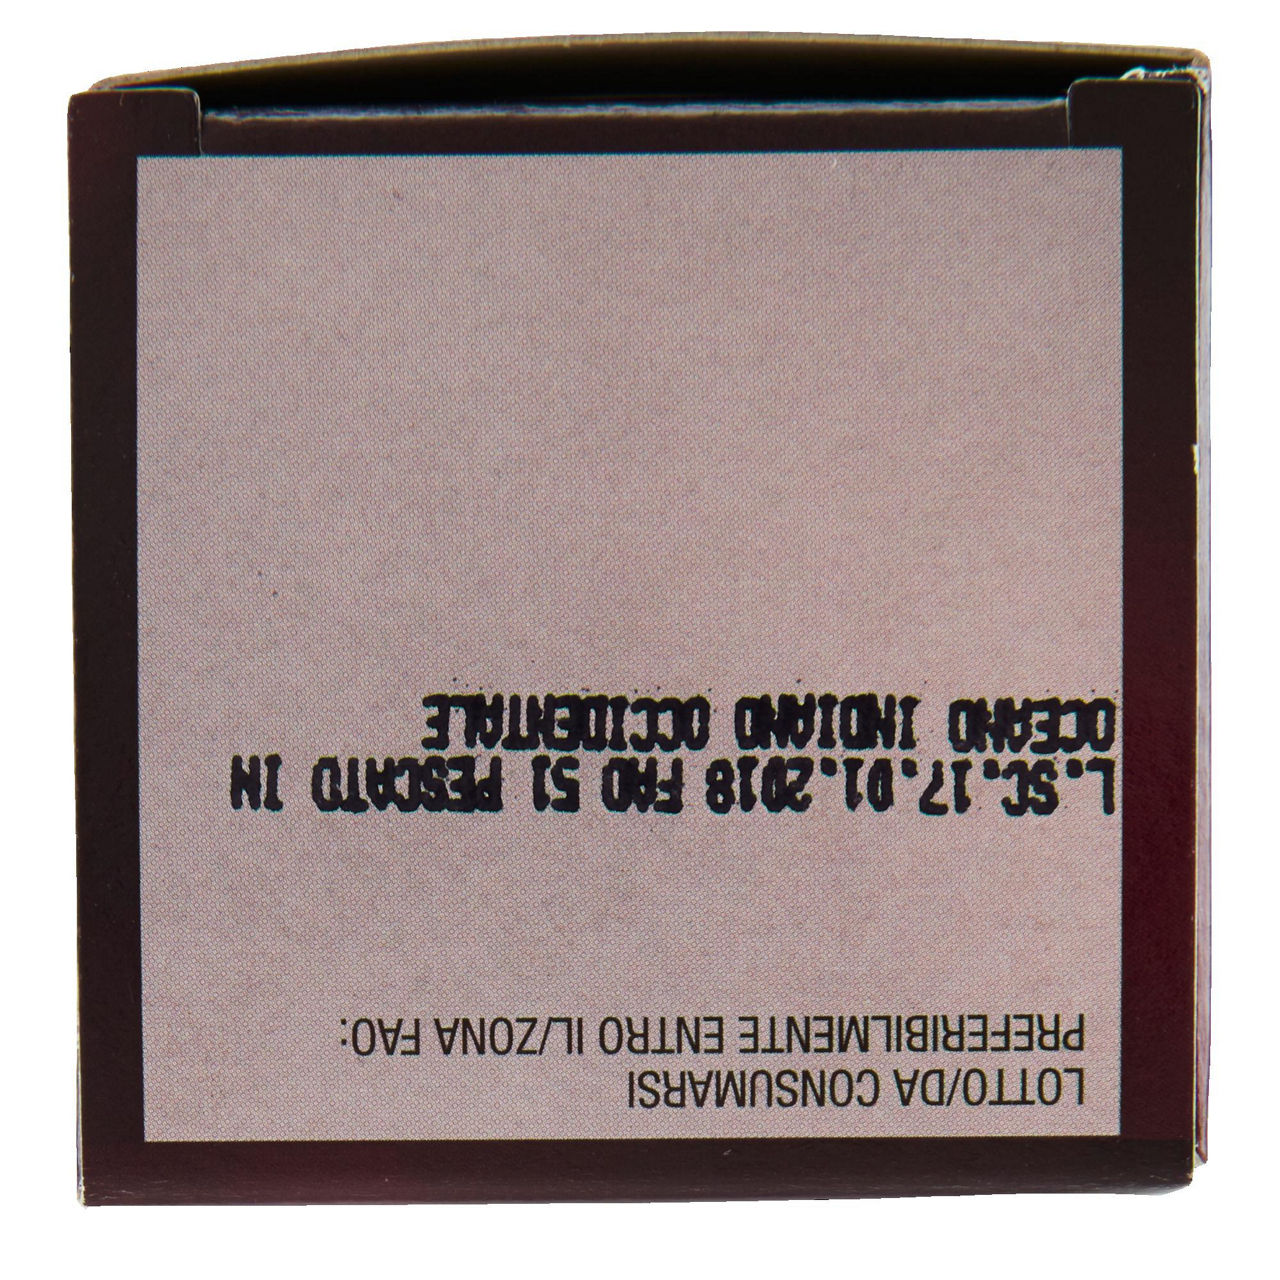 LOTTO/DA CONSUMARSI
PREFERIBILMENTE ENTRO IL/ZONA FAO:
L.SC.17.01.2018 FAO 51 PESCATO IN
OCEANO INDIANO OCCIDENTALE